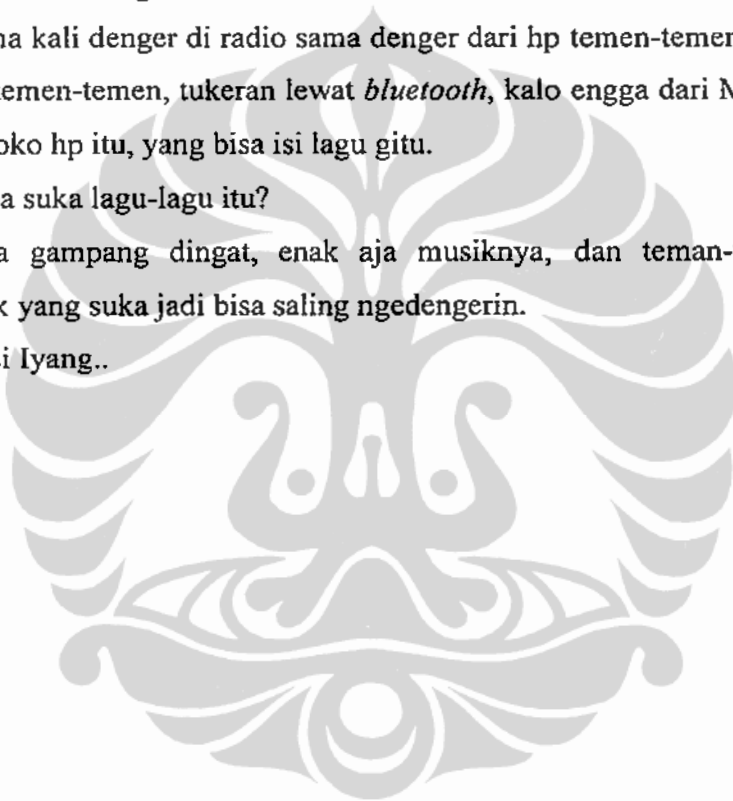 na kali denger di radio sama denger dari hp temen-temen
temen-temen, tukeran lewat bluetooth, kalo engga dari
oko hp itu, yang bisa isi lagu gitu.
a suka lagu-lagu itu?
a gampang dingat, enak aja musiknya, dan teman-
k yang suka jadi bisa saling ngedengerin.
i Iyang..